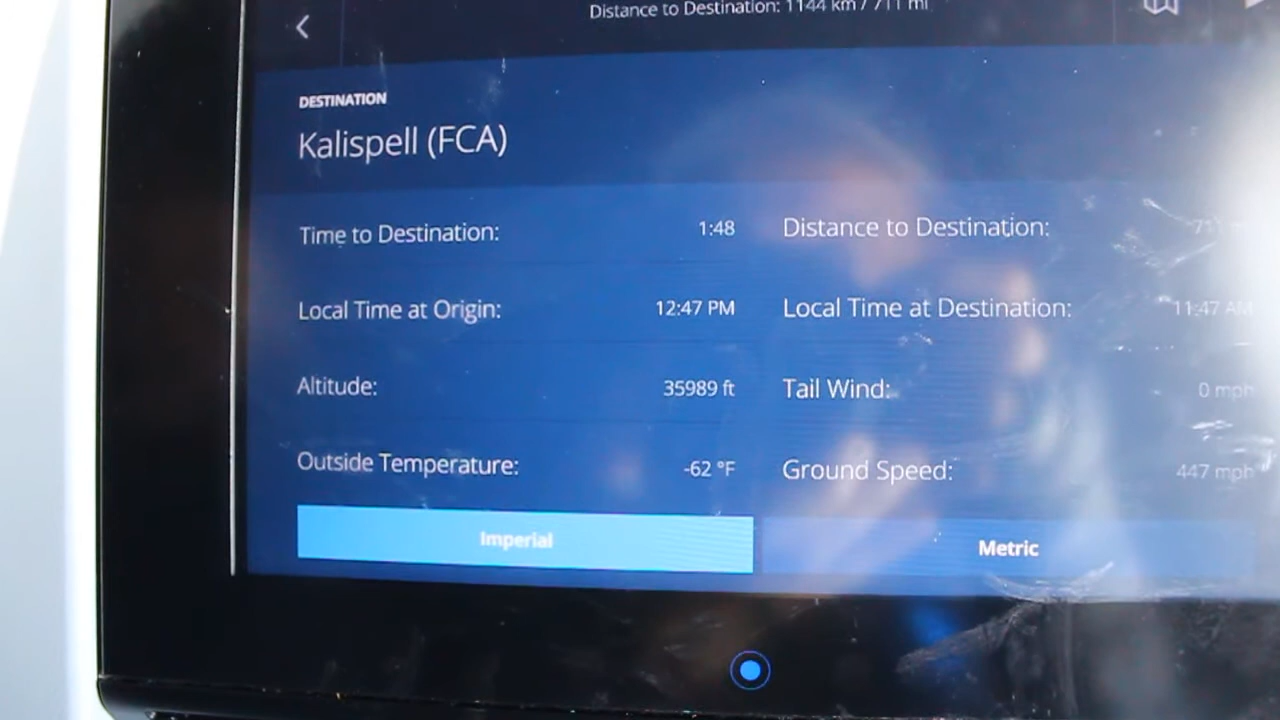 Distance to Destination: 1144 km / 711 mi
DESTINATION
Kalispell (FCA)
Time to Destination: 1:48
Distance to Destination:
Local Time at Origin: 12:47 PM
Local Time at Destination: 11:47 AM
Altitude: 35989 ft
Tail Wind: 0 mph
Outside Temperature: -62 °F
Ground Speed: 447 mph
Imperial
Metric